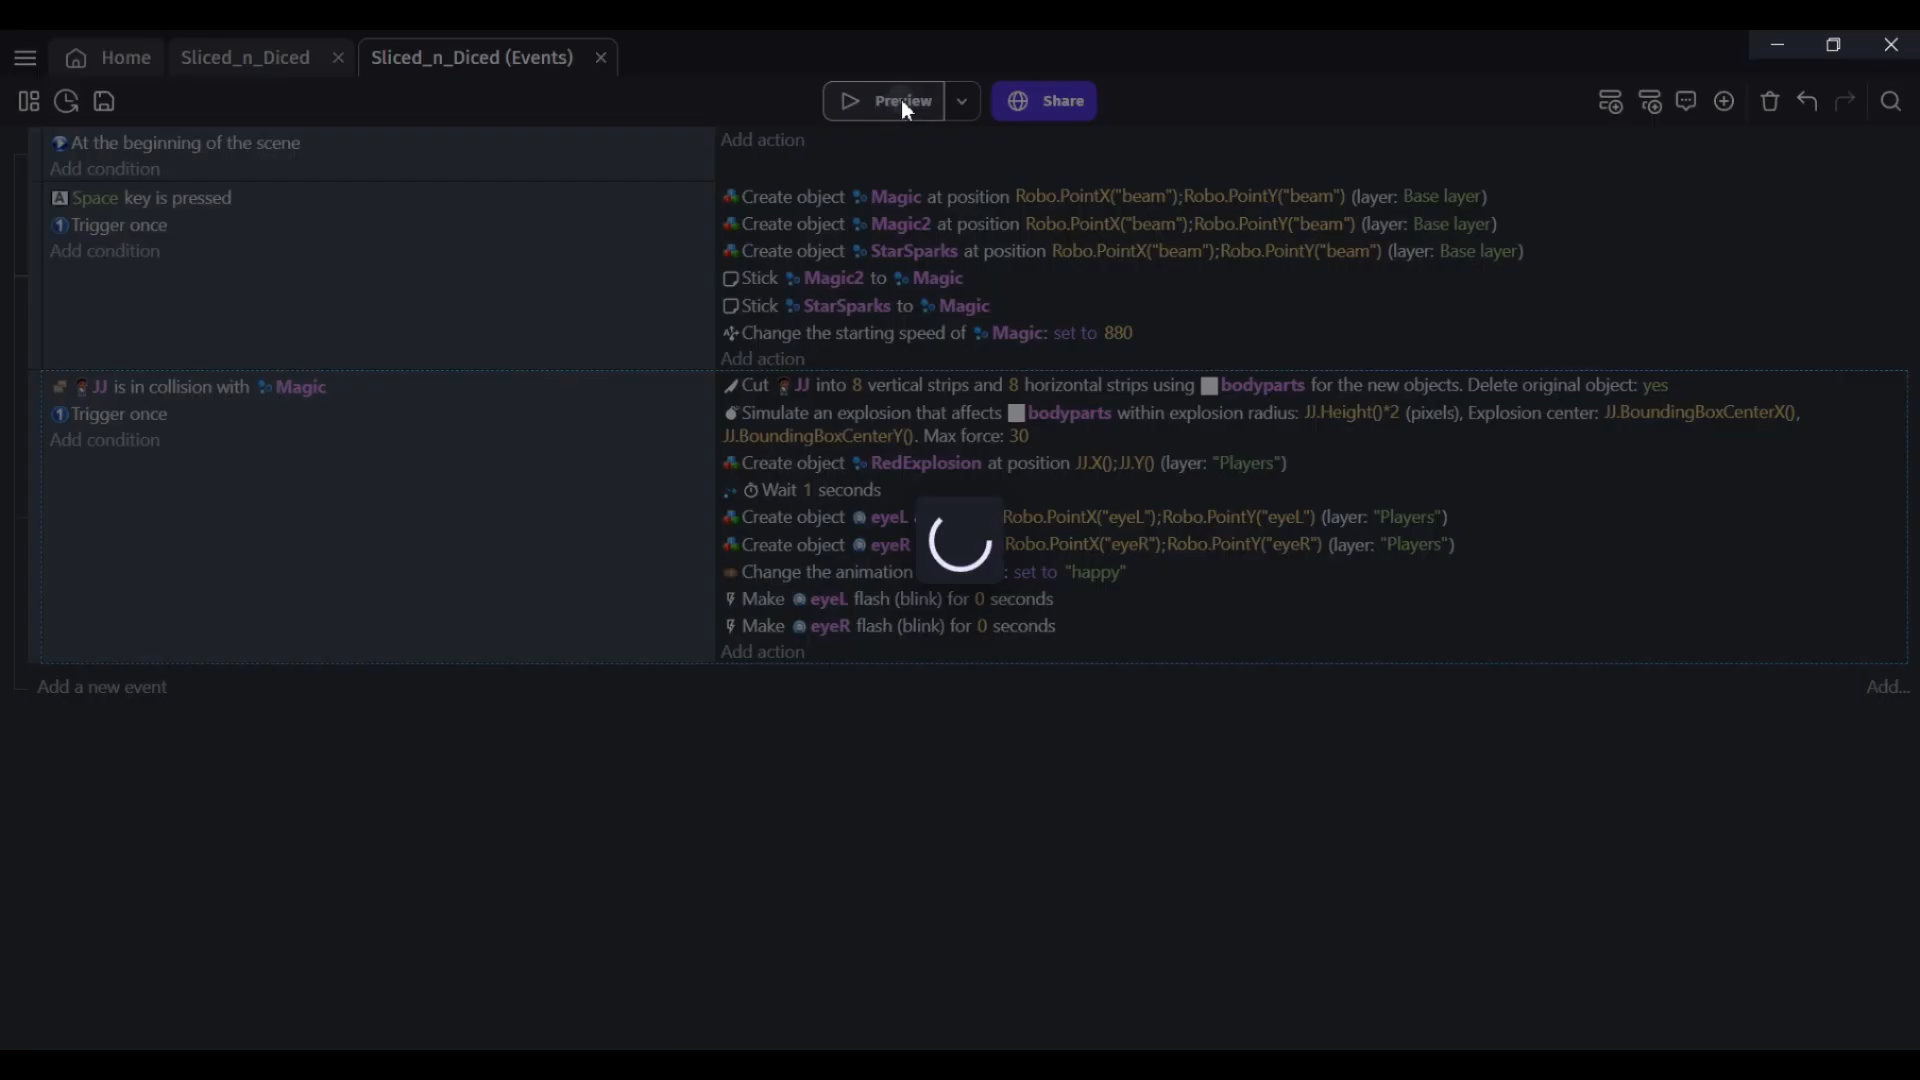 Home Sliced_n_Diced Sliced_n_Diced (Events)
Preview Share
At the beginning of the scene
Add condition
Add action
Space key is pressed
Trigger once
Add condition
Create object Magic at position Robo.PointX("beam");Robo.PointY("beam") (layer: Base layer)
Create object Magic2 at position Robo.PointX("beam");Robo.PointY("beam") (layer: Base layer)
Create object StarSparks at position Robo.PointX("beam");Robo.PointY("beam") (layer: Base layer)
Stick Magic2 to Magic
Stick StarSparks to Magic
Change the starting speed of Magic: set to 880
Add action
JJ is in collision with Magic
Trigger once
Add condition
Cut JJ into 8 vertical strips and 8 horizontal strips using bodyparts for the new objects. Delete original object: yes
Simulate an explosion that affects bodyparts within explosion radius: JJ.Height()*2 (pixels), Explosion center: JJ.BoundingBoxCenterX(),
JJ.BoundingBoxCenterY(). Max force: 30
Create object RedExplosion at position JJ.X();JJ.Y() (layer: "Players")
Wait 1 seconds
Create object eyeL Robo.PointX("eyeL");Robo.PointY("eyeL") (layer: "Players")
Create object eyeR Robo.PointX("eyeR");Robo.PointY("eyeR") (layer: "Players")
Change the animation : set to "happy"
Make eyeL flash (blink) for 0 seconds
Make eyeR flash (blink) for 0 seconds
Add action
Add a new event
Add...